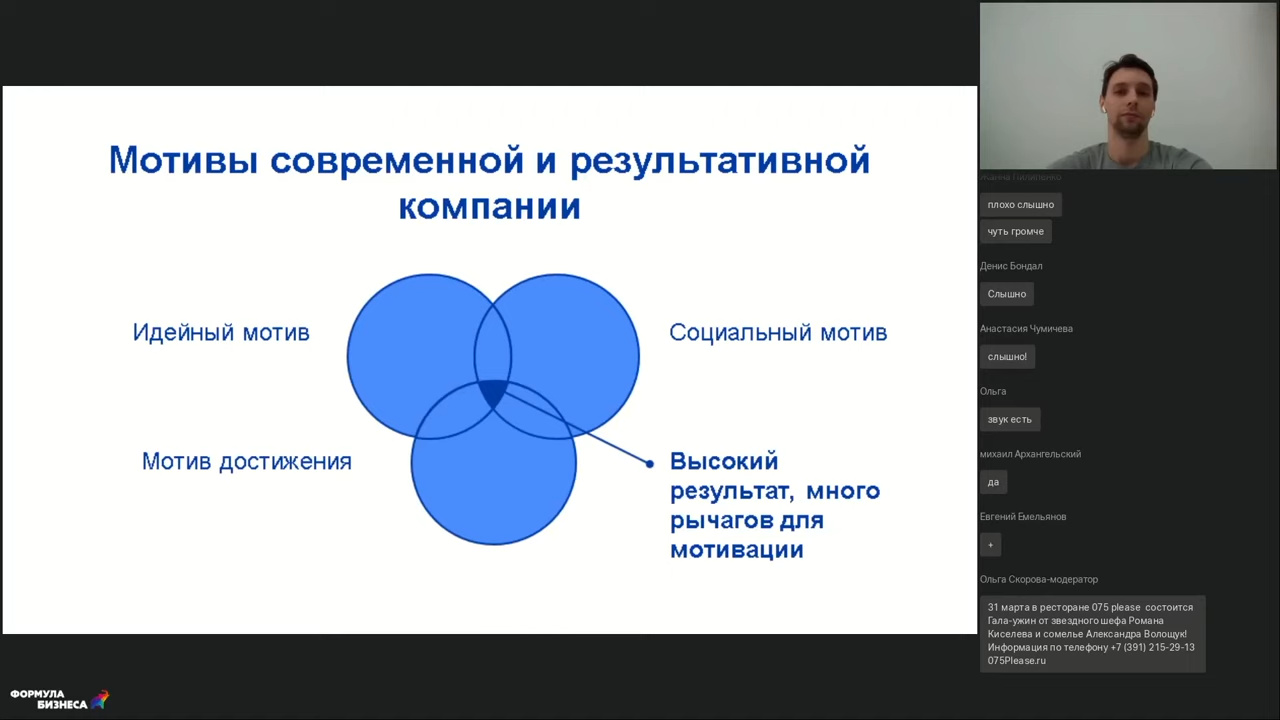 Мотивы современной и результативной
компании
Идейный мотив
Социальный мотив
Мотив достижения
Высокий
результат, много
рычагов для
мотивации
ФОРМУЛА
БИЗНЕСА
плохо слышно
чуть громче
Денис Бондал
Слышно
Анастасия Чумичева
слышно!
Ольга
звук есть
михаил Архангельский
да
Евгений Емельянов
+
Ольга Скорова-модератор
31 марта в ресторане 075 please состоится
Гала-ужин от звездного шефа Романа
Киселева и сомелье Александра Волощук!
Информация по телефону +7 (391) 215-29-13
075Please.ru